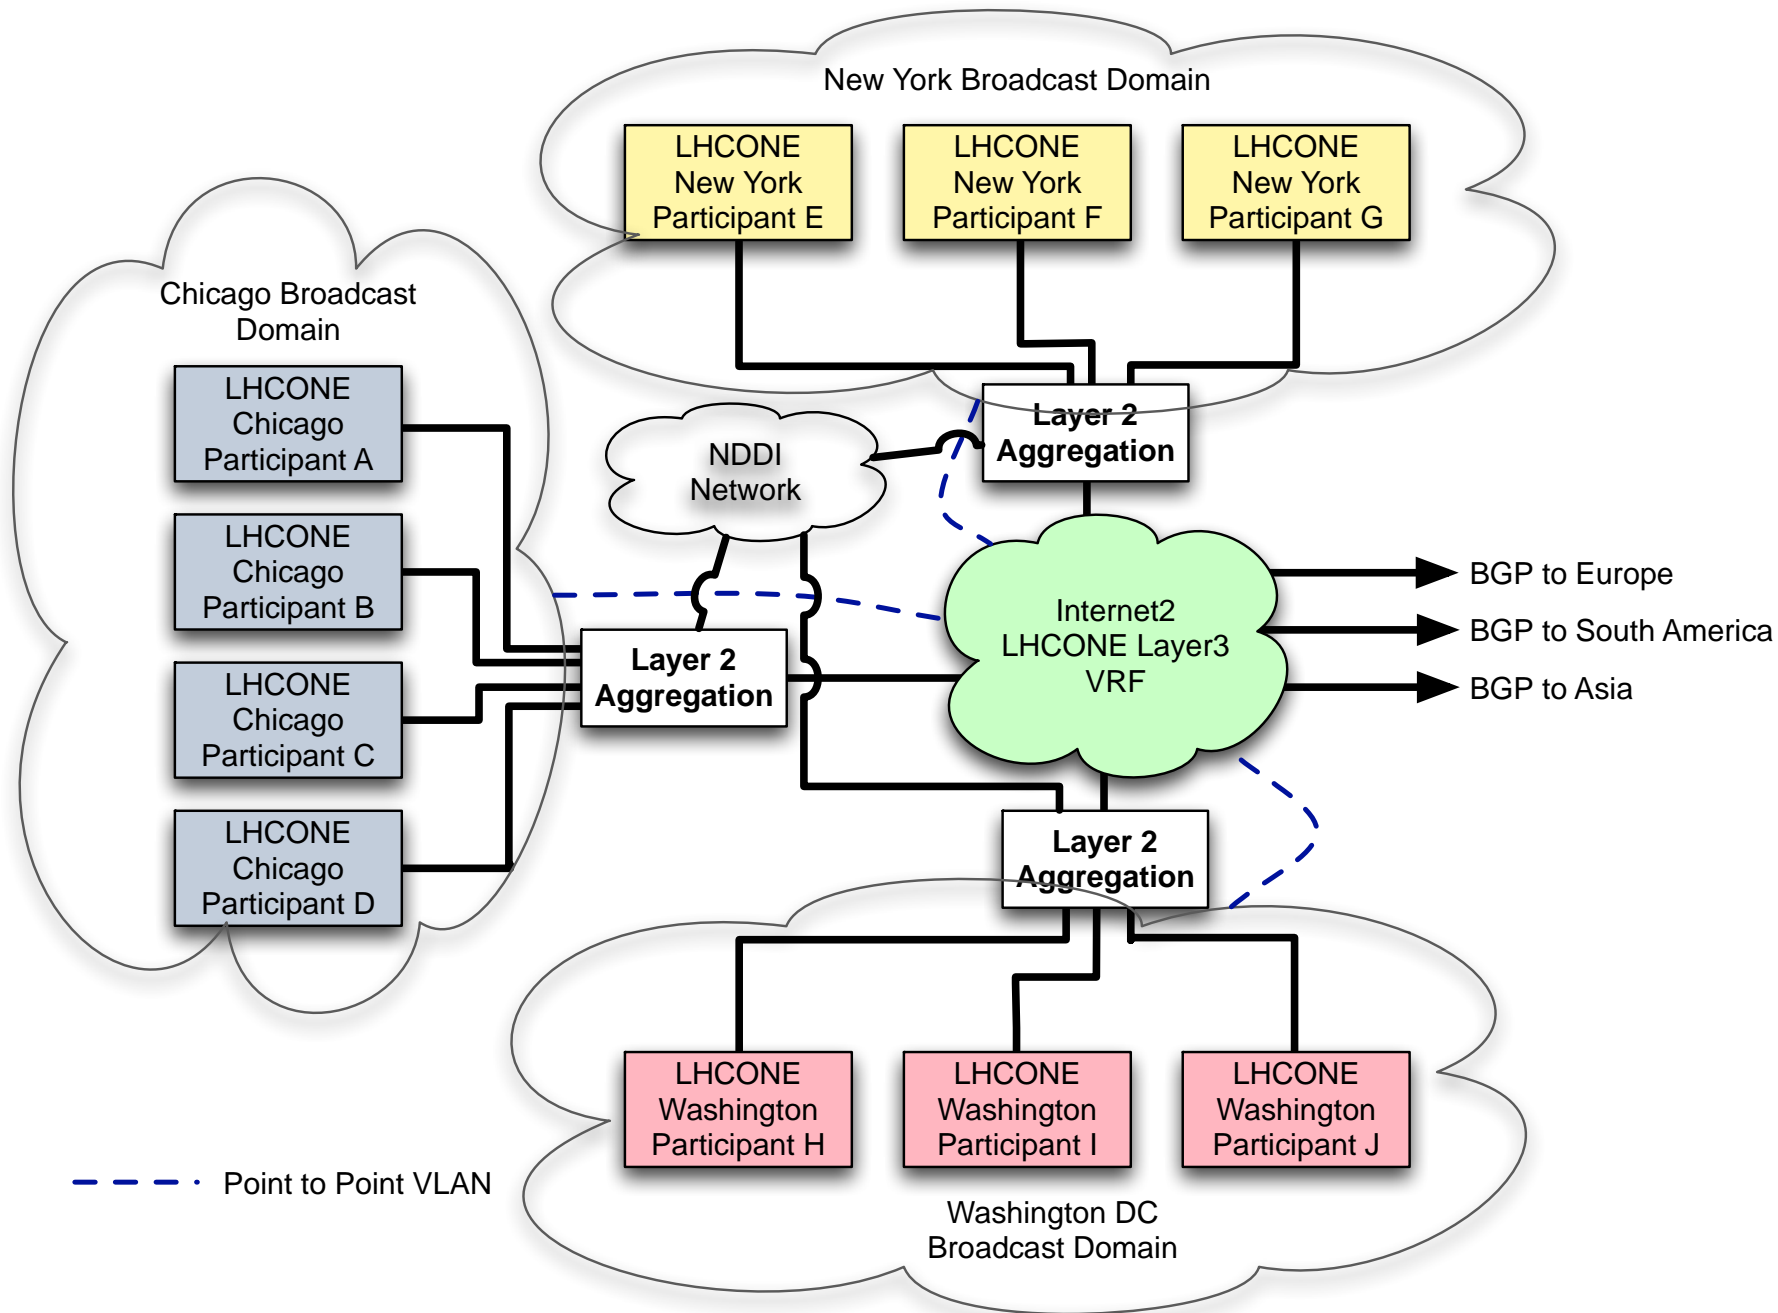 New York Broadcast Domain
LHCONE
New York
Participant E
LHCONE
New York
Participant F
LHCONE
New York
Participant G
Chicago Broadcast
Domain
LHCONE
Chicago
Participant A
LHCONE
Chicago
Participant B
LHCONE
Chicago
Participant C
LHCONE
Chicago
Participant D
NDDI
Network
Layer 2
Aggregation
Layer 2
Aggregation
Internet2
LHCONE Layer3
VRF
BGP to Europe
BGP to South America
BGP to Asia
Layer 2
Aggregation
LHCONE
Washington
Participant H
LHCONE
Washington
Participant I
LHCONE
Washington
Participant J
Point to Point VLAN
Washington DC
Broadcast Domain